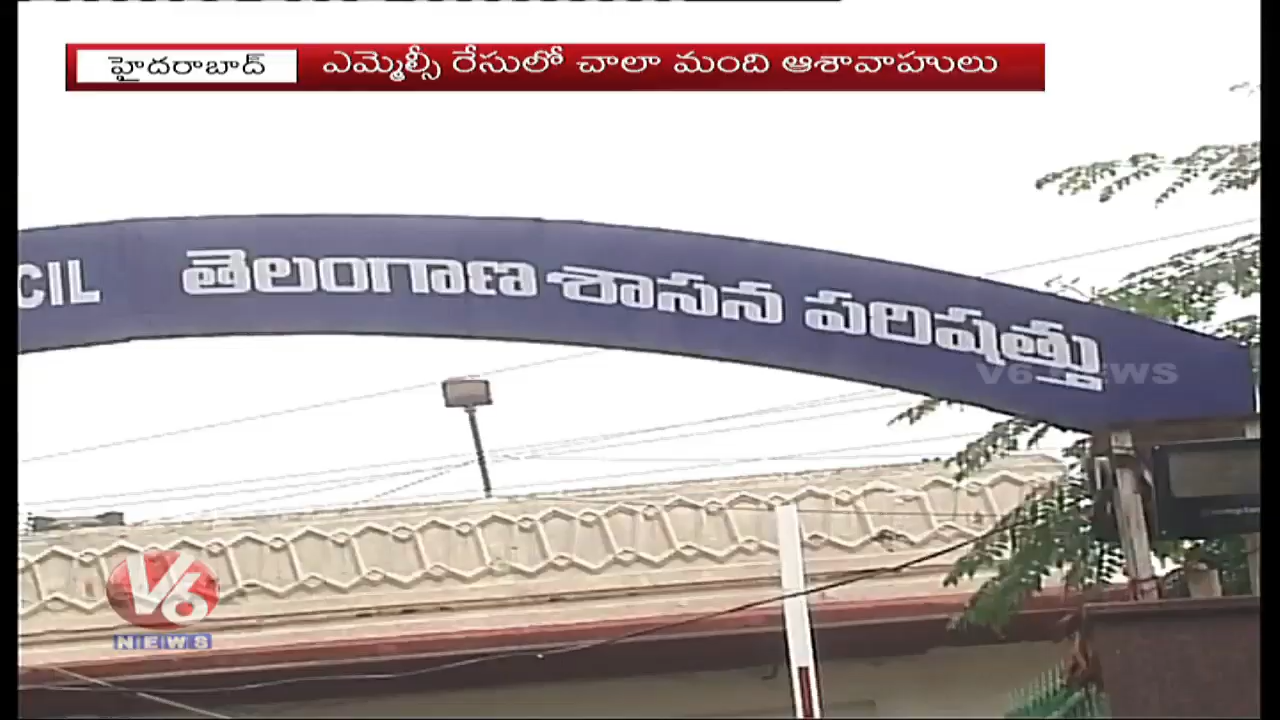 హైదరాబాద్ ఎమ్మెల్సీ రేసులో చాలా మంది ఆశావాహులు
CIL తెలంగాణ శాసన పరిషత్తు
V6 NEWS
V6
NEWS